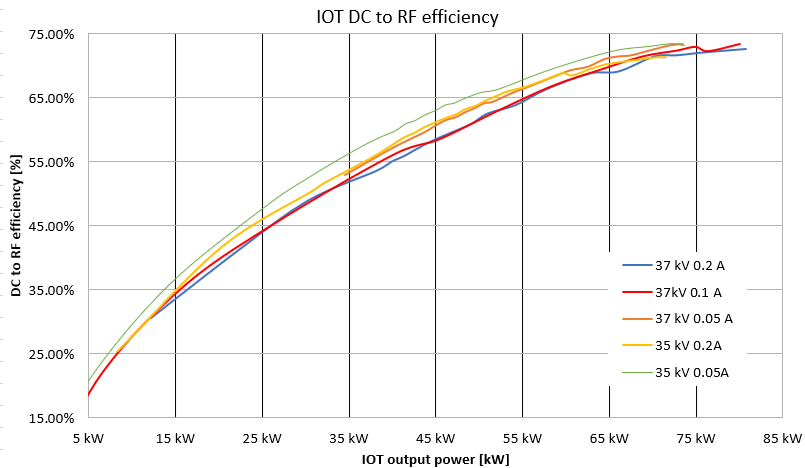 IOT DC to RF efficiency
75.00%
65.00%
55.00%
45.00%
35.00%
25.00%
15.00%
DC to RF efficiency [%]
37 kV 0.2 A
37kV 0.1 A
37 kV 0.05 A
35 kV 0.2A
35 kV 0.05A
5 kW 15 kW 25 kW 35 kW 45 kW 55 kW 65 kW 75 kW 85 kW
IOT output power [kW]